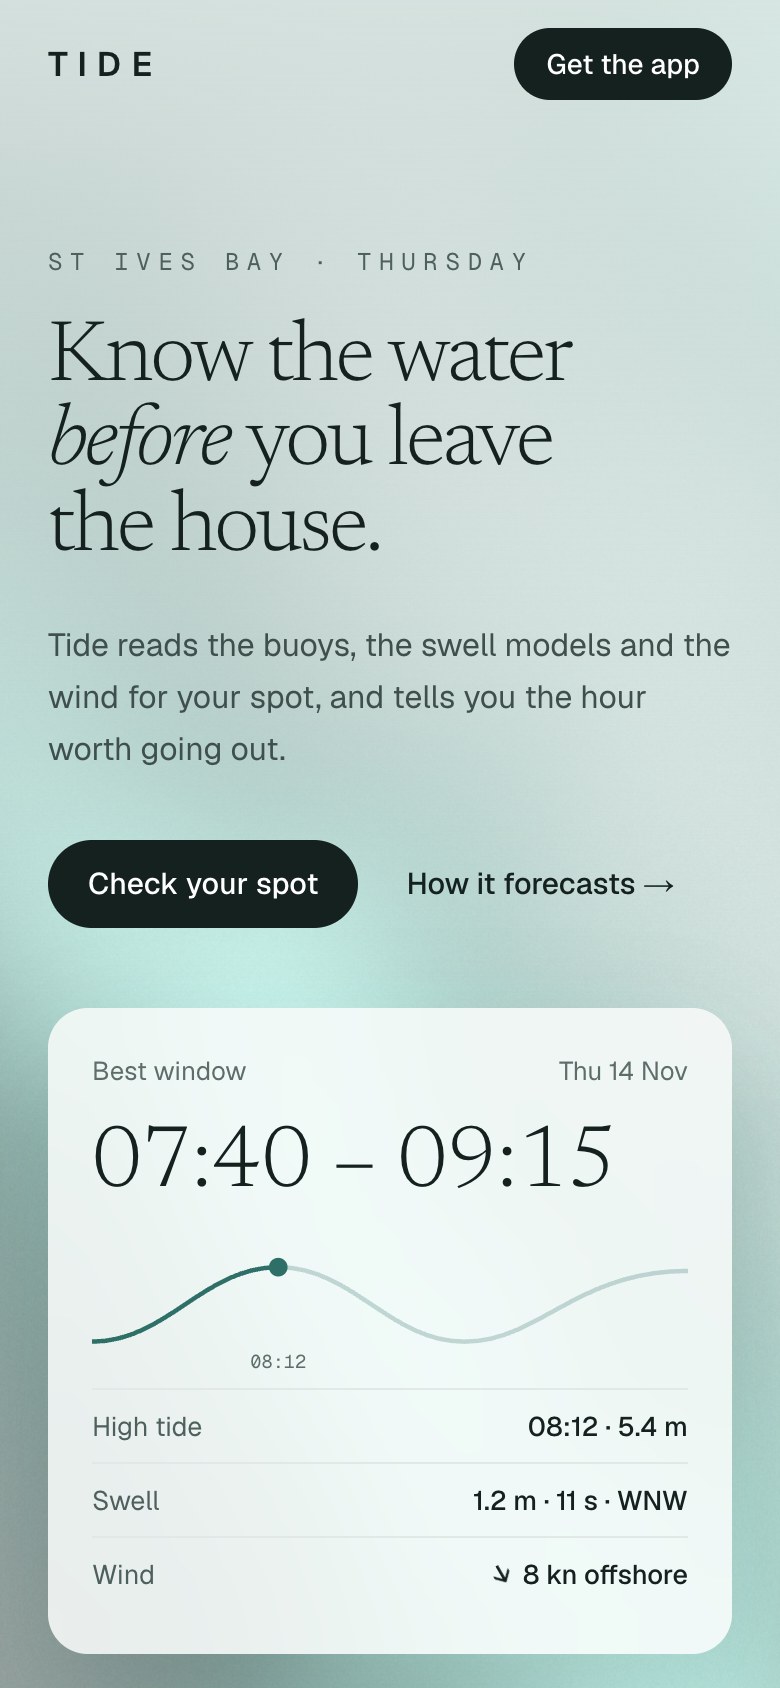 TIDE
Get the app
ST IVES BAY · THURSDAY
Know the water
before you leave
the house.
Tide reads the buoys, the swell models and the
wind for your spot, and tells you the hour
worth going out.
Check your spot
How it forecasts →
Best window
Thu 14 Nov
07:40 – 09:15
08:12
High tide
08:12 · 5.4 m
Swell
1.2 m · 11 s · WNW
Wind
↘ 8 kn offshore